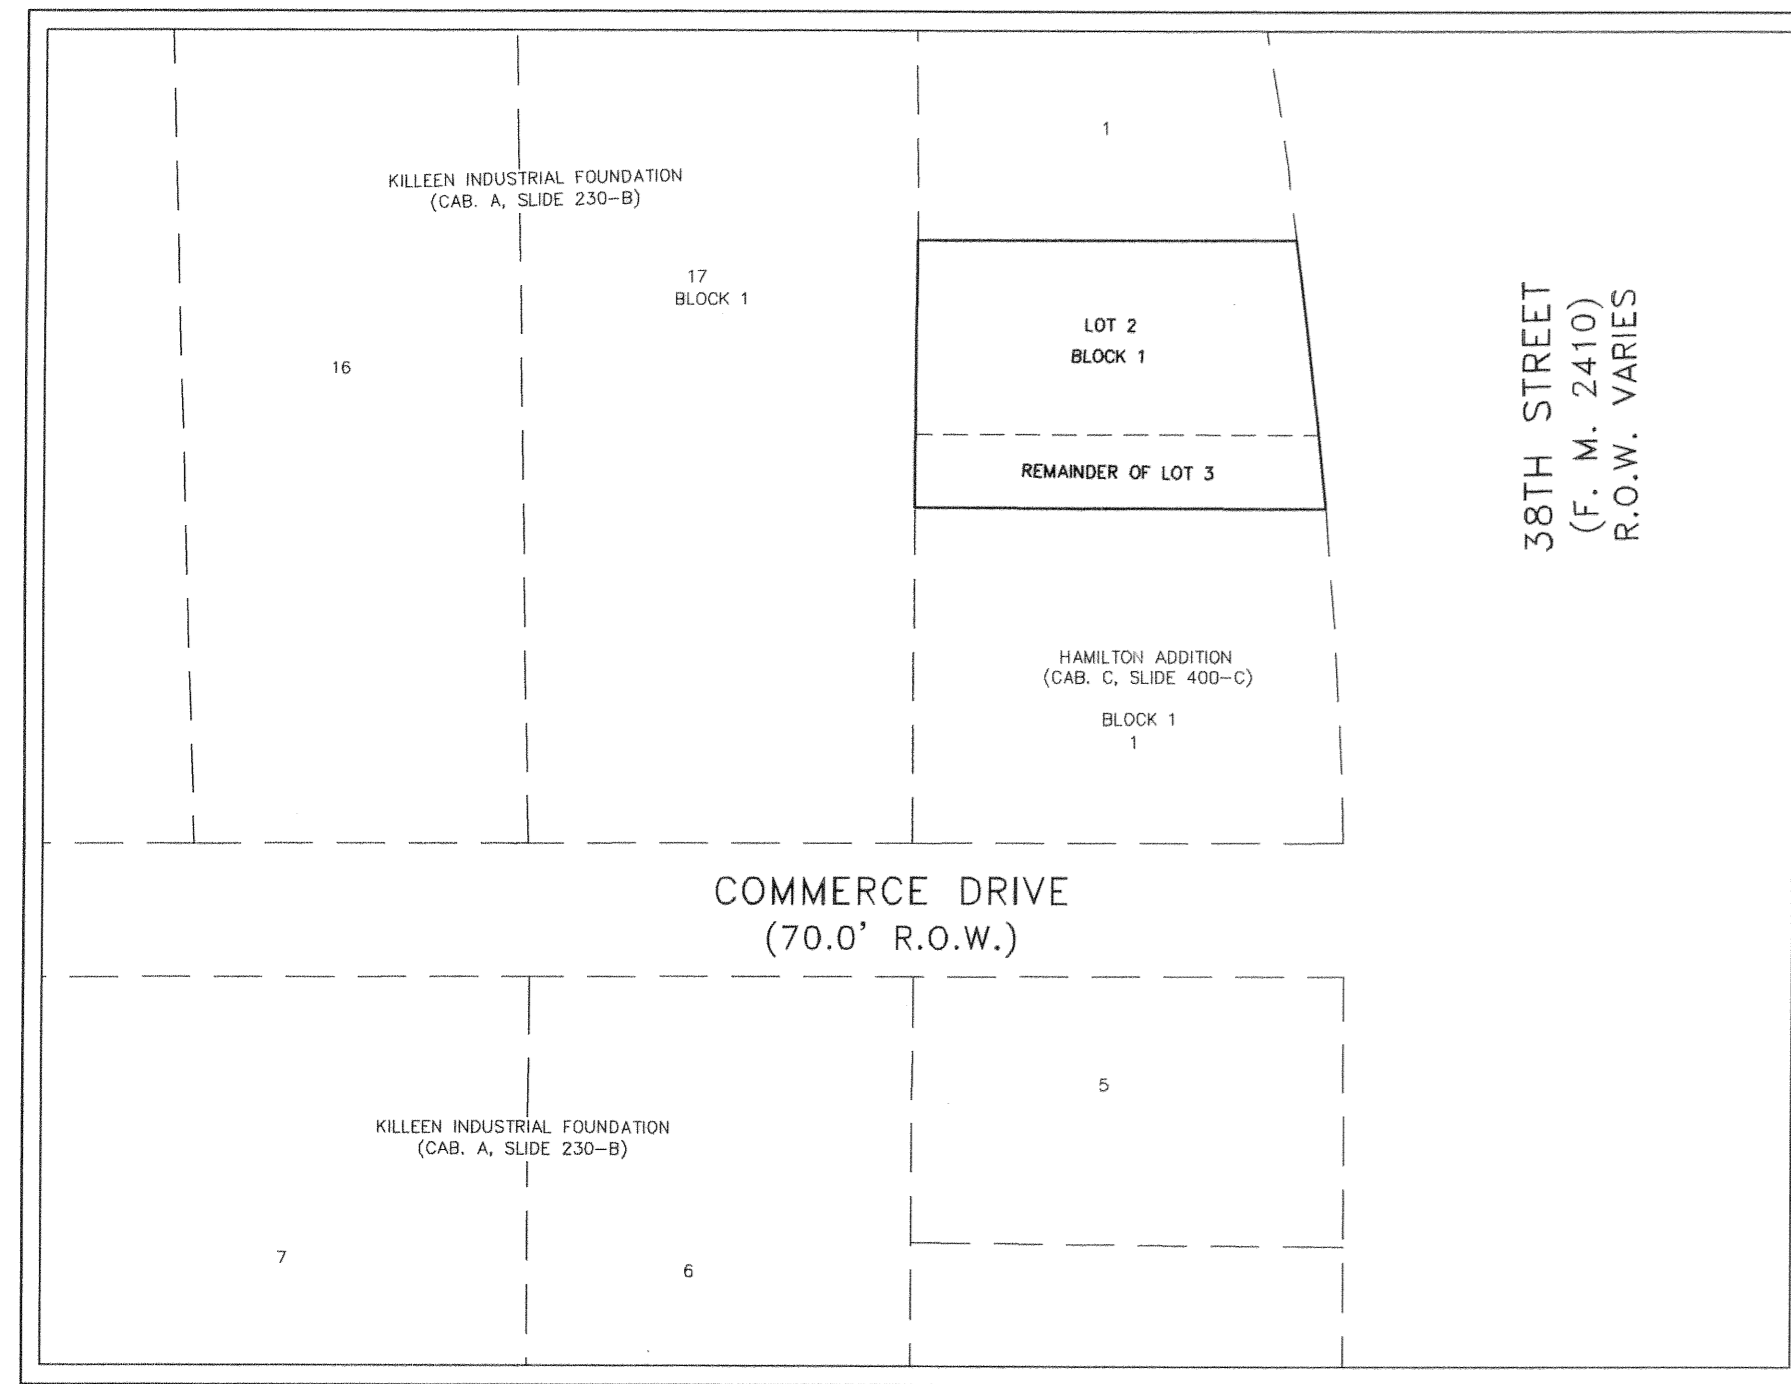 1
KILLEEN INDUSTRIAL FOUNDATION
(CAB. A, SLIDE 230-B)
17
BLOCK 1
16
LOT 2
BLOCK 1
REMAINDER OF LOT 3
38TH STREET
(F. M. 2410)
R.O.W. VARIES
HAMILTON ADDITION
(CAB. C, SLIDE 400-C)
BLOCK 1
1
COMMERCE DRIVE
(70.0' R.O.W.)
5
KILLEEN INDUSTRIAL FOUNDATION
(CAB. A, SLIDE 230-B)
7
6